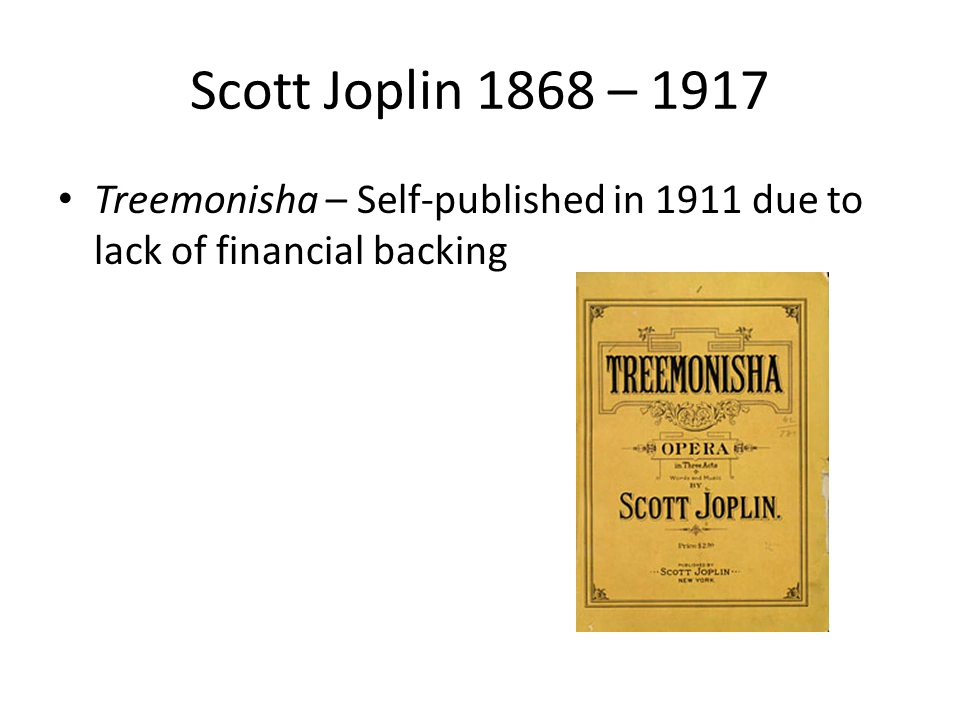 Scott Joplin 1868 – 1917
• Treemonisha – Self-published in 1911 due to
lack of financial backing
TREEMONISHA
OPERA
in Three Acts
Words and Music
BY
SCOTT JOPLIN.
Price $2.50
PUBLISHED BY
SCOTT JOPLIN
NEW YORK.